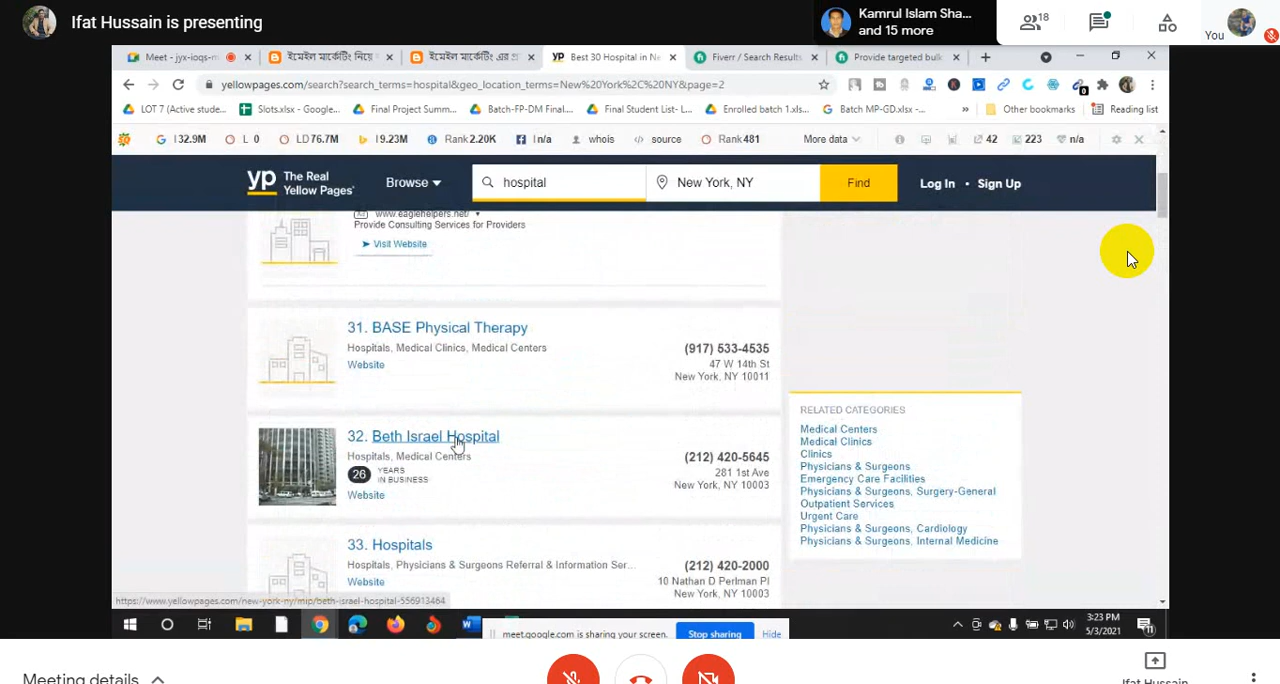 Ifat Hussain is presenting
Kamrul Islam Sha...
and 15 more
18
You
Meet - jyx-ioqs-m
ইমেইল মার্কেটিং নিয়ে
ইমেইল মার্কেটিং এর প্র
yp Best 30 Hospital in Ne
Fiverr / Search Results
Provide targeted bulk
yellowpages.com/search?search_terms=hospital&geo_location_terms=New%20York%2C%20NY&page=2
LOT 7 (Active stude...
Slots.xlsx - Google...
Final Project Summ...
Batch-FP-DM Final...
Final Student List- L...
Enrolled batch 1.xls...
Batch MP-GD.xlsx -...
»
Other bookmarks
Reading list
I 32.9M
L 0
LD 76.7M
I 9.23M
Rank 2.20K
I n/a
whois
source
Rank 481
More data
42
223
n/a
yp The Real
Yellow Pages
Browse
hospital
New York, NY
Find
Log In • Sign Up
www.eaglehelpers.net/
Provide Consulting Services for Providers
Visit Website
31. BASE Physical Therapy
Hospitals, Medical Clinics, Medical Centers
Website
(917) 533-4535
47 W 14th St
New York, NY 10011
32. Beth Israel Hospital
Hospitals, Medical Centers
26 YEARS
IN BUSINESS
Website
(212) 420-5645
281 1st Ave
New York, NY 10003
33. Hospitals
Hospitals, Physicians & Surgeons Referral & Information Ser...
Website
(212) 420-2000
10 Nathan D Perlman Pl
New York, NY 10003
RELATED CATEGORIES
Medical Centers
Medical Clinics
Clinics
Physicians & Surgeons
Emergency Care Facilities
Physicians & Surgeons, Surgery-General
Outpatient Services
Urgent Care
Physicians & Surgeons, Cardiology
Physicians & Surgeons, Internal Medicine
https://www.yellowpages.com/new-york-ny/mip/beth-israel-hospital-556913464
3:23 PM
5/3/2021
11
meet.google.com is sharing your screen.
Stop sharing
Hide
Meeting details
Ifat Hussain